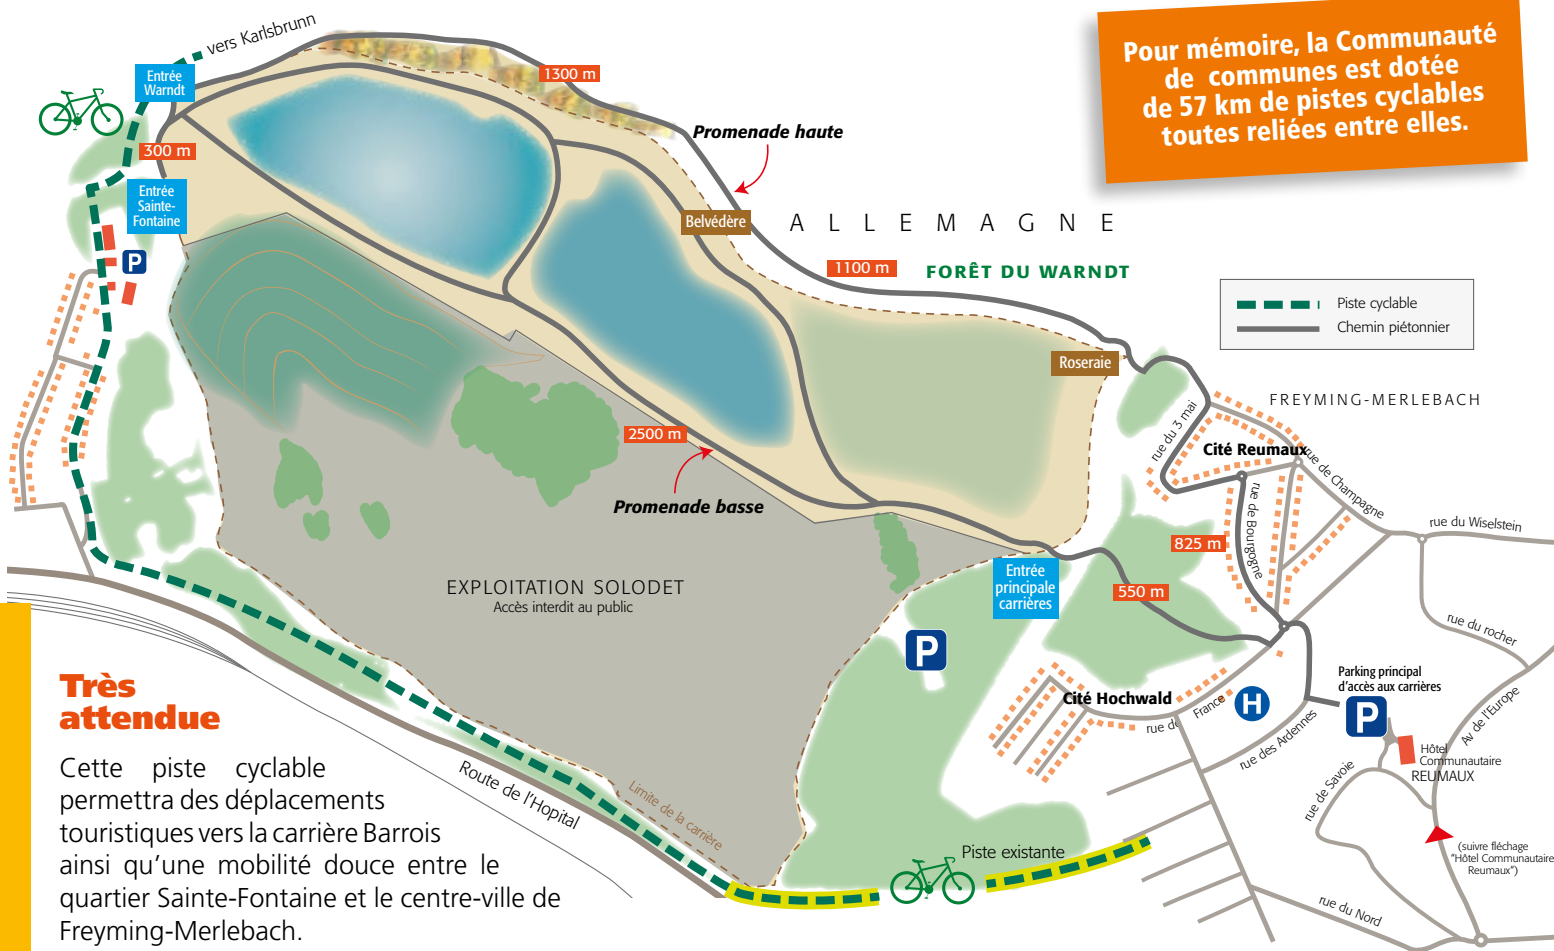 vers Karlsbrunn
Entrée
Warndt
300 m
Entrée
Sainte-
Fontaine
P
1300 m
Promenade haute
Belvédère
ALLEMAGNE
1100 m
FORÊT DU WARNDT
Pour mémoire, la Communauté
de communes est dotée
de 57 km de pistes cyclables
toutes reliées entre elles.
Piste cyclable
Chemin piétonnier
Roseraie
FREYMING-MERLEBACH
rue du 3 mai
Cité Reumaux
rue de Champagne
rue de Bourgogne
rue du Wiselstein
825 m
2500 m
Promenade basse
EXPLOITATION SOLODET
Accès interdit au public
Entrée
principale
carrières
550 m
P
rue du rocher
Cité Hochwald
rue de France
H
rue des Ardennes
Parking principal
d'accès aux carrières
P
Av de l'Europe
Hôtel
Communautaire
REUMAUX
rue de Savoie
(suivre fléchage
"Hôtel Communautaire
Reumaux")
rue du Nord
Piste existante
Limite de la carrière
Route de l'Hopital
Très
attendue
Cette piste cyclable
permettra des déplacements
touristiques vers la carrière Barrois
ainsi qu'une mobilité douce entre le
quartier Sainte-Fontaine et le centre-ville de
Freyming-Merlebach.